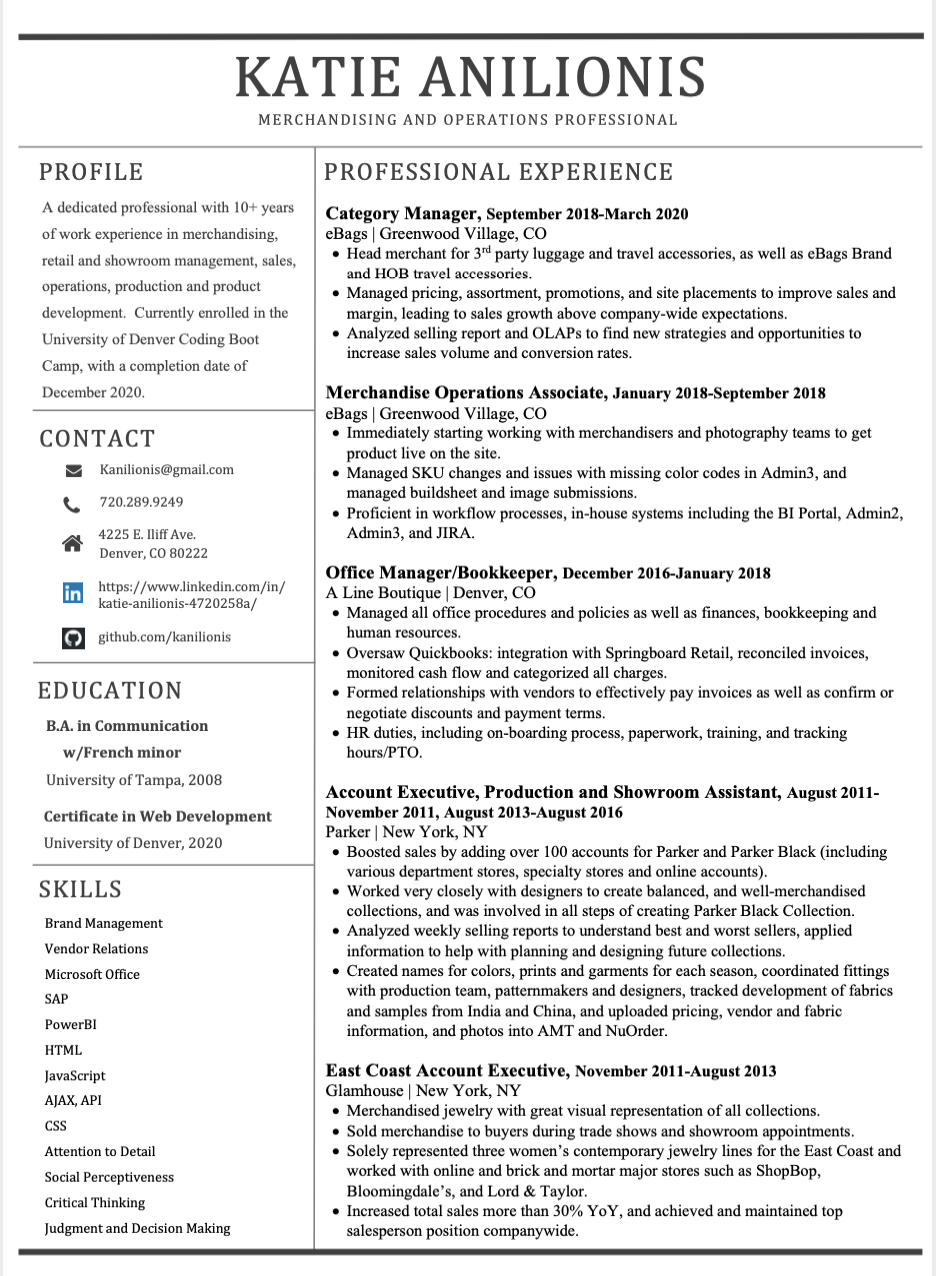 KATIE ANILIONIS
MERCHANDISING AND OPERATIONS PROFESSIONAL
PROFILE
A dedicated professional with 10+ years
of work experience in merchandising,
retail and showroom management, sales,
operations, production and product
development.  Currently enrolled in the
University of Denver Coding Boot
Camp, with a completion date of
December 2020.
CONTACT
Kanilionis@gmail.com
720.289.9249
4225 E. Iliff Ave.
Denver, CO 80222
in
https://www.linkedin.com/in/
katie-anilionis-4720258a/
github.com/kanilionis
EDUCATION
B.A. in Communication
w/French minor
University of Tampa, 2008
Certificate in Web Development
University of Denver, 2020
SKILLS
Brand Management
Vendor Relations
Microsoft Office
SAP
PowerBI
HTML
JavaScript
AJAX, API
CSS
Attention to Detail
Social Perceptiveness
Critical Thinking
Judgment and Decision Making
PROFESSIONAL EXPERIENCE
Category Manager, September 2018-March 2020
eBags | Greenwood Village, CO
• Head merchant for 3rd party luggage and travel accessories, as well as eBags Brand
and HOB travel accessories.
• Managed pricing, assortment, promotions, and site placements to improve sales and
margin, leading to sales growth above company-wide expectations.
• Analyzed selling report and OLAPs to find new strategies and opportunities to
increase sales volume and conversion rates.
Merchandise Operations Associate, January 2018-September 2018
eBags | Greenwood Village, CO
• Immediately starting working with merchandisers and photography teams to get
product live on the site.
• Managed SKU changes and issues with missing color codes in Admin3, and
managed buildsheet and image submissions.
• Proficient in workflow processes, in-house systems including the BI Portal, Admin2,
Admin3, and JIRA.
Office Manager/Bookkeeper, December 2016-January 2018
A Line Boutique | Denver, CO
• Managed all office procedures and policies as well as finances, bookkeeping and
human resources.
• Oversaw Quickbooks: integration with Springboard Retail, reconciled invoices,
monitored cash flow and categorized all charges.
• Formed relationships with vendors to effectively pay invoices as well as confirm or
negotiate discounts and payment terms.
• HR duties, including on-boarding process, paperwork, training, and tracking
hours/PTO.
Account Executive, Production and Showroom Assistant, August 2011-
November 2011, August 2013-August 2016
Parker | New York, NY
• Boosted sales by adding over 100 accounts for Parker and Parker Black (including
various department stores, specialty stores and online accounts).
• Worked very closely with designers to create balanced, and well-merchandised
collections, and was involved in all steps of creating Parker Black Collection.
• Analyzed weekly selling reports to understand best and worst sellers, applied
information to help with planning and designing future collections.
• Created names for colors, prints and garments for each season, coordinated fittings
with production team, patternmakers and designers, tracked development of fabrics
and samples from India and China, and uploaded pricing, vendor and fabric
information, and photos into AMT and NuOrder.
East Coast Account Executive, November 2011-August 2013
Glamhouse | New York, NY
• Merchandised jewelry with great visual representation of all collections.
• Sold merchandise to buyers during trade shows and showroom appointments.
• Solely represented three women’s contemporary jewelry lines for the East Coast and
worked with online and brick and mortar major stores such as ShopBop,
Bloomingdale’s, and Lord & Taylor.
• Increased total sales more than 30% YoY, and achieved and maintained top
salesperson position companywide.